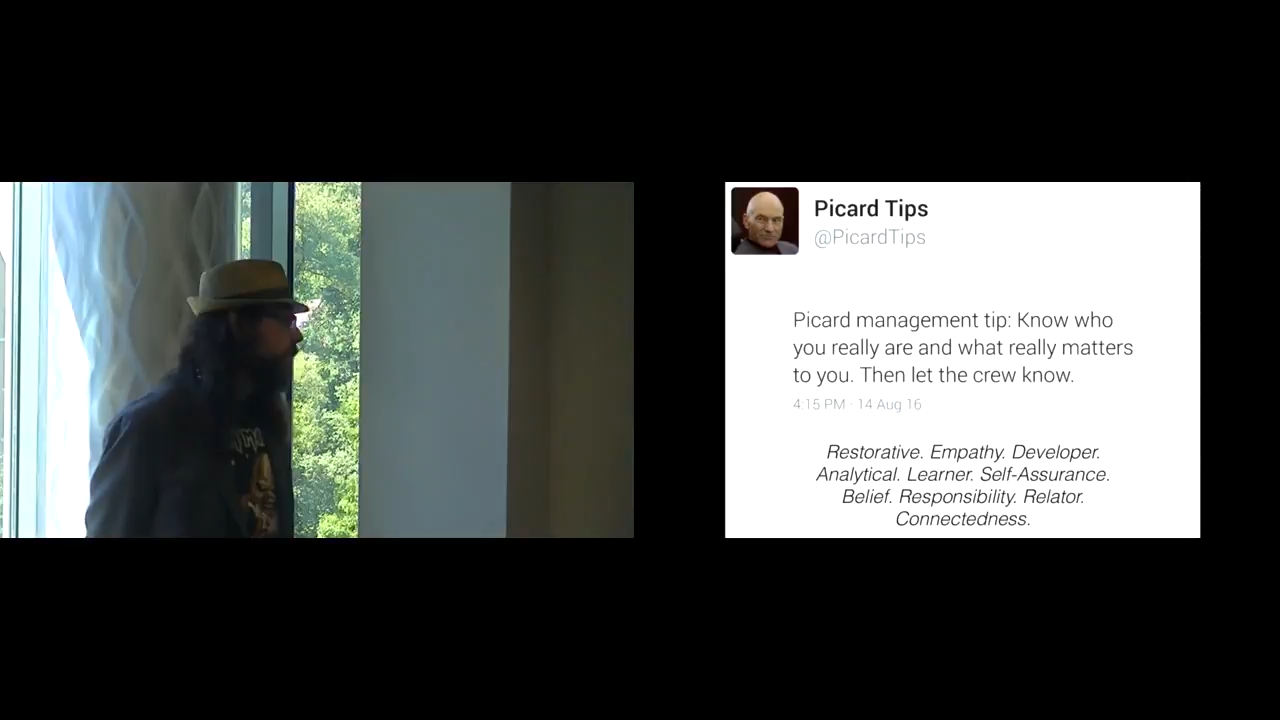 Picard Tips
@PicardTips
Picard management tip: Know who
you really are and what really matters
to you. Then let the crew know.
4:15 PM · 14 Aug 16
Restorative. Empathy. Developer.
Analytical. Learner. Self-Assurance.
Belief. Responsibility. Relator.
Connectedness.